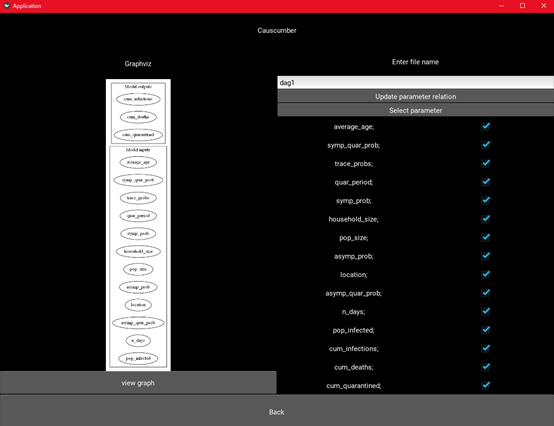 Application
Causcumber
Graphviz
Model outputs
cum_infections
cum_deaths
cum_quarantined
Model inputs
average_age
symp_quar_prob
trace_probs
quar_period
symp_prob
household_size
pop_size
asymp_prob
location
asymp_quar_prob
n_days
pop_infected
view graph
Enter file name
dag1
Update parameter relation
Select parameter
average_age;
symp_quar_prob;
trace_probs;
quar_period;
symp_prob;
household_size;
pop_size;
asymp_prob;
location;
asymp_quar_prob;
n_days;
pop_infected;
cum_infections;
cum_deaths;
cum_quarantined;
Back